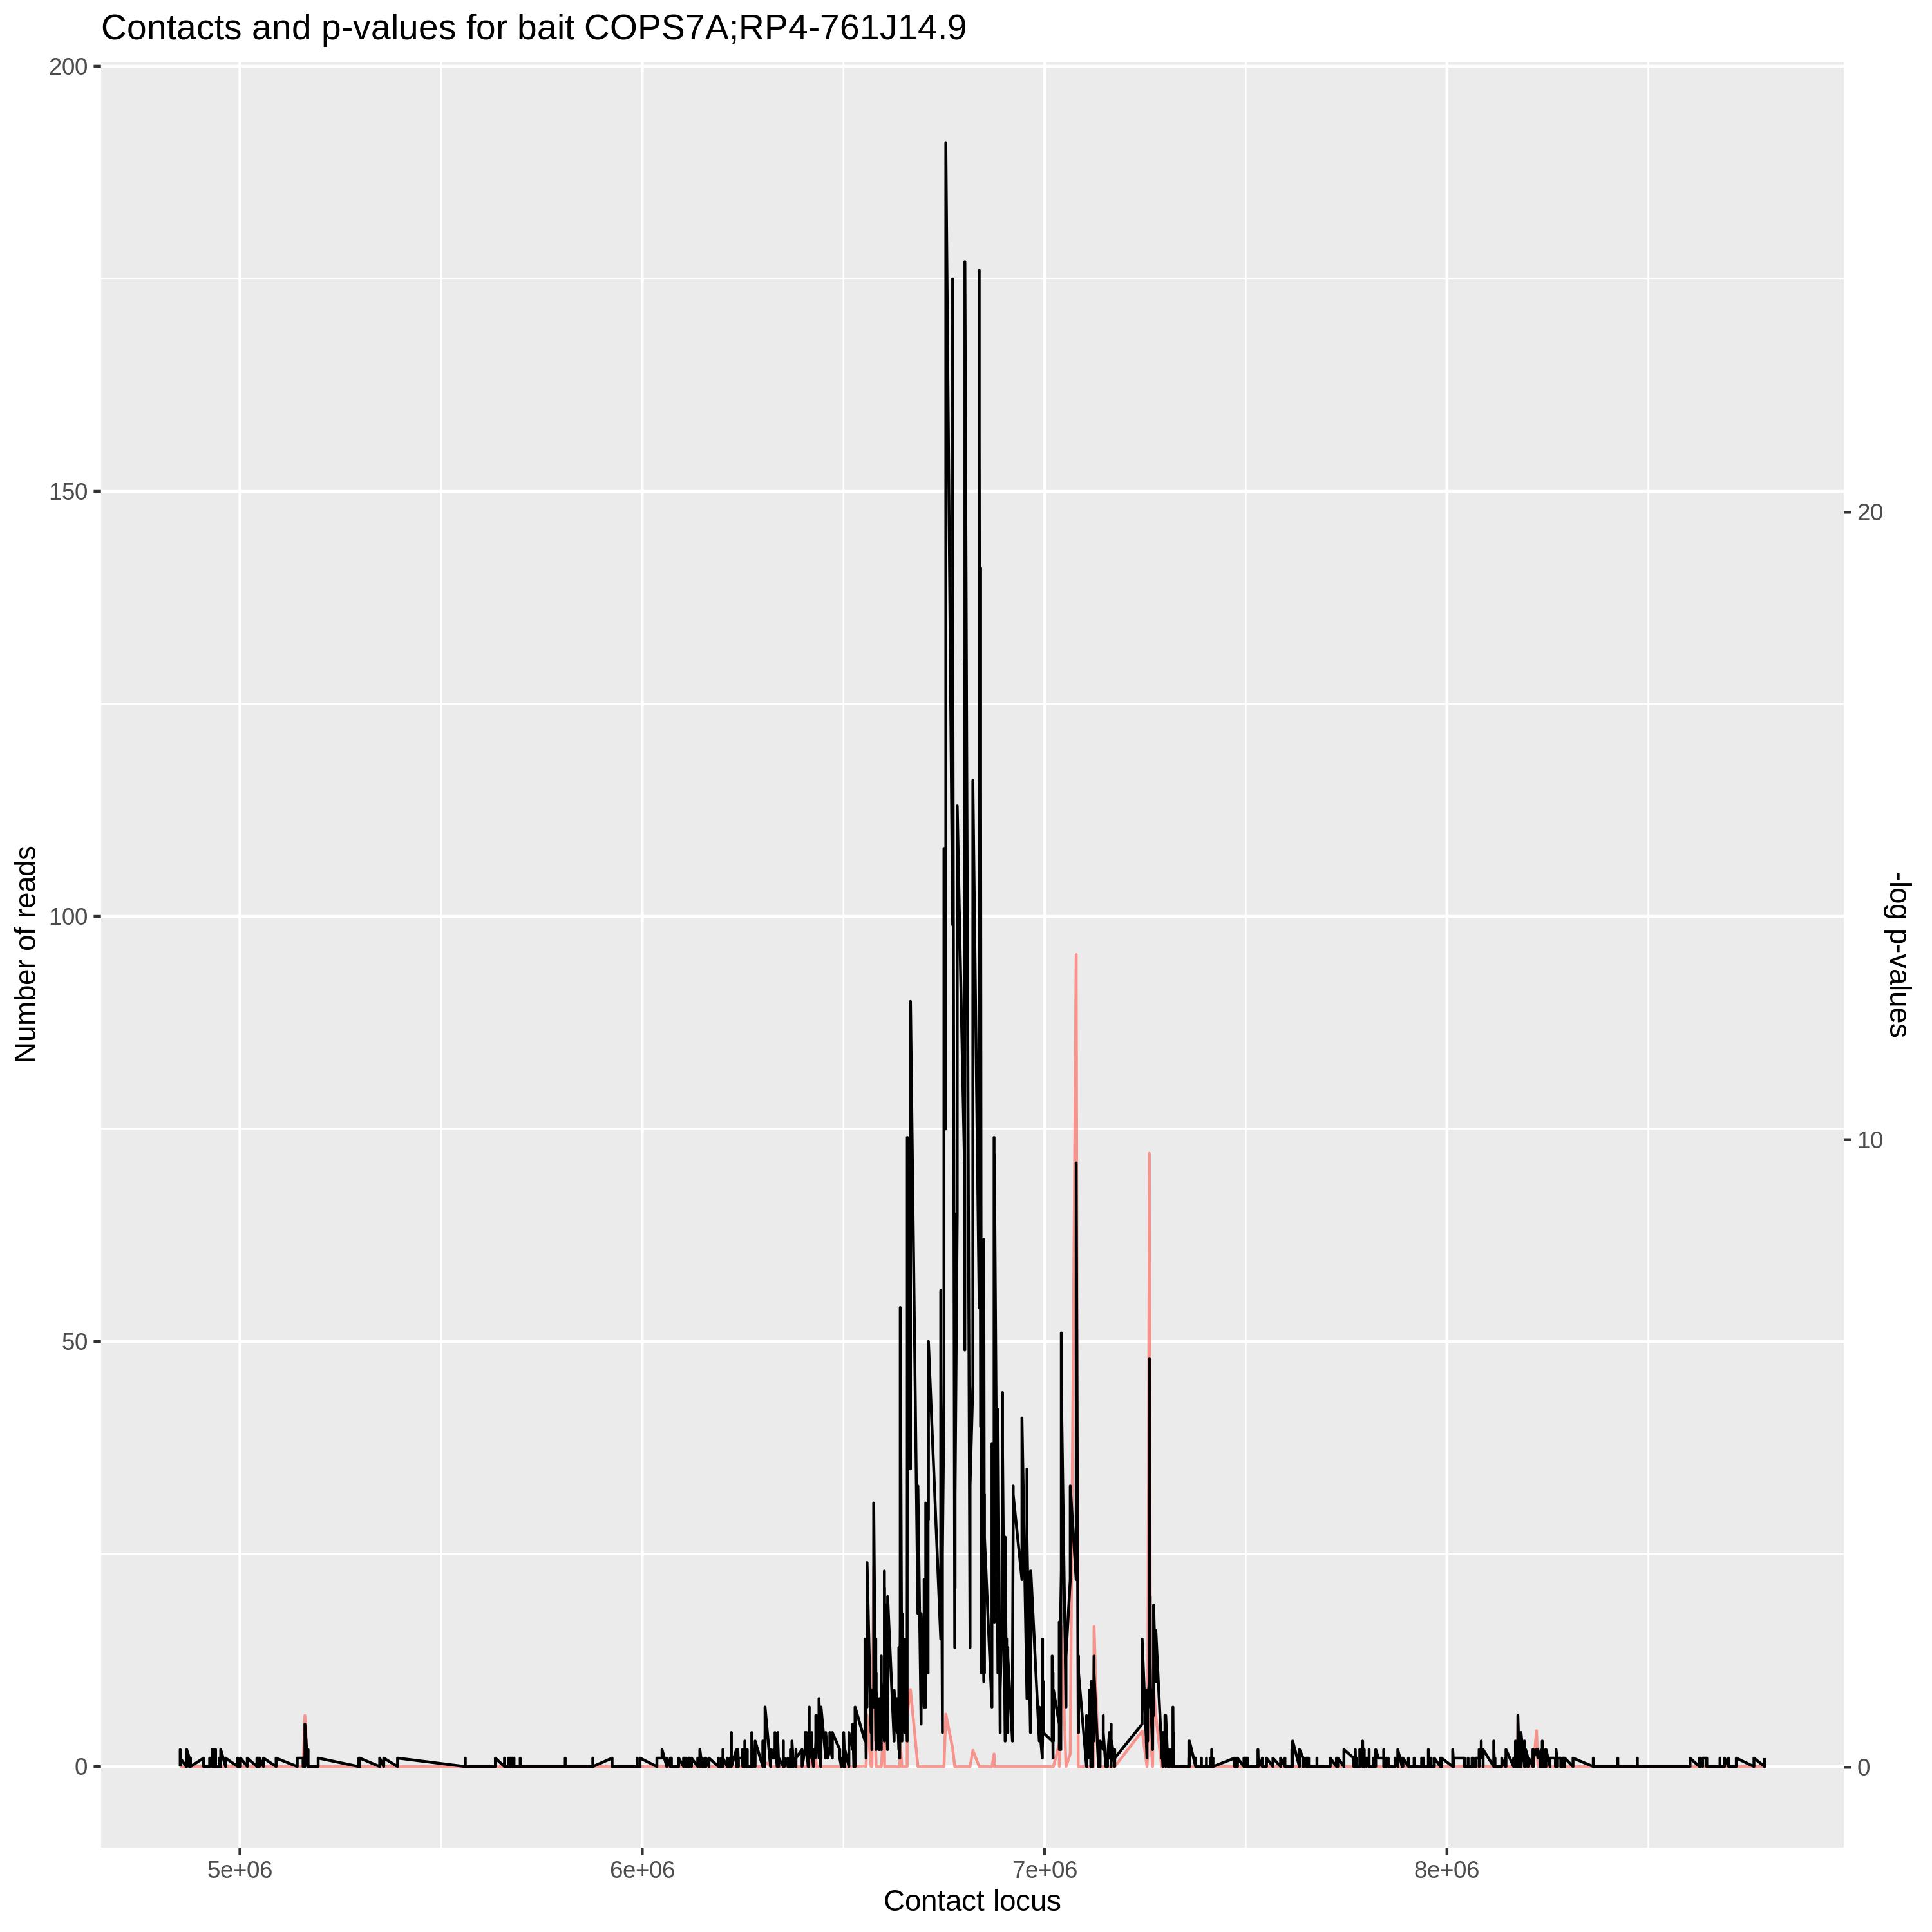 Contacts and p-values for bait COPS7A;RP4-761J14.9
200
150
100
50
0
20
10
0
Number of reads
-log p-values
5e+06
6e+06
7e+06
8e+06
Contact locus